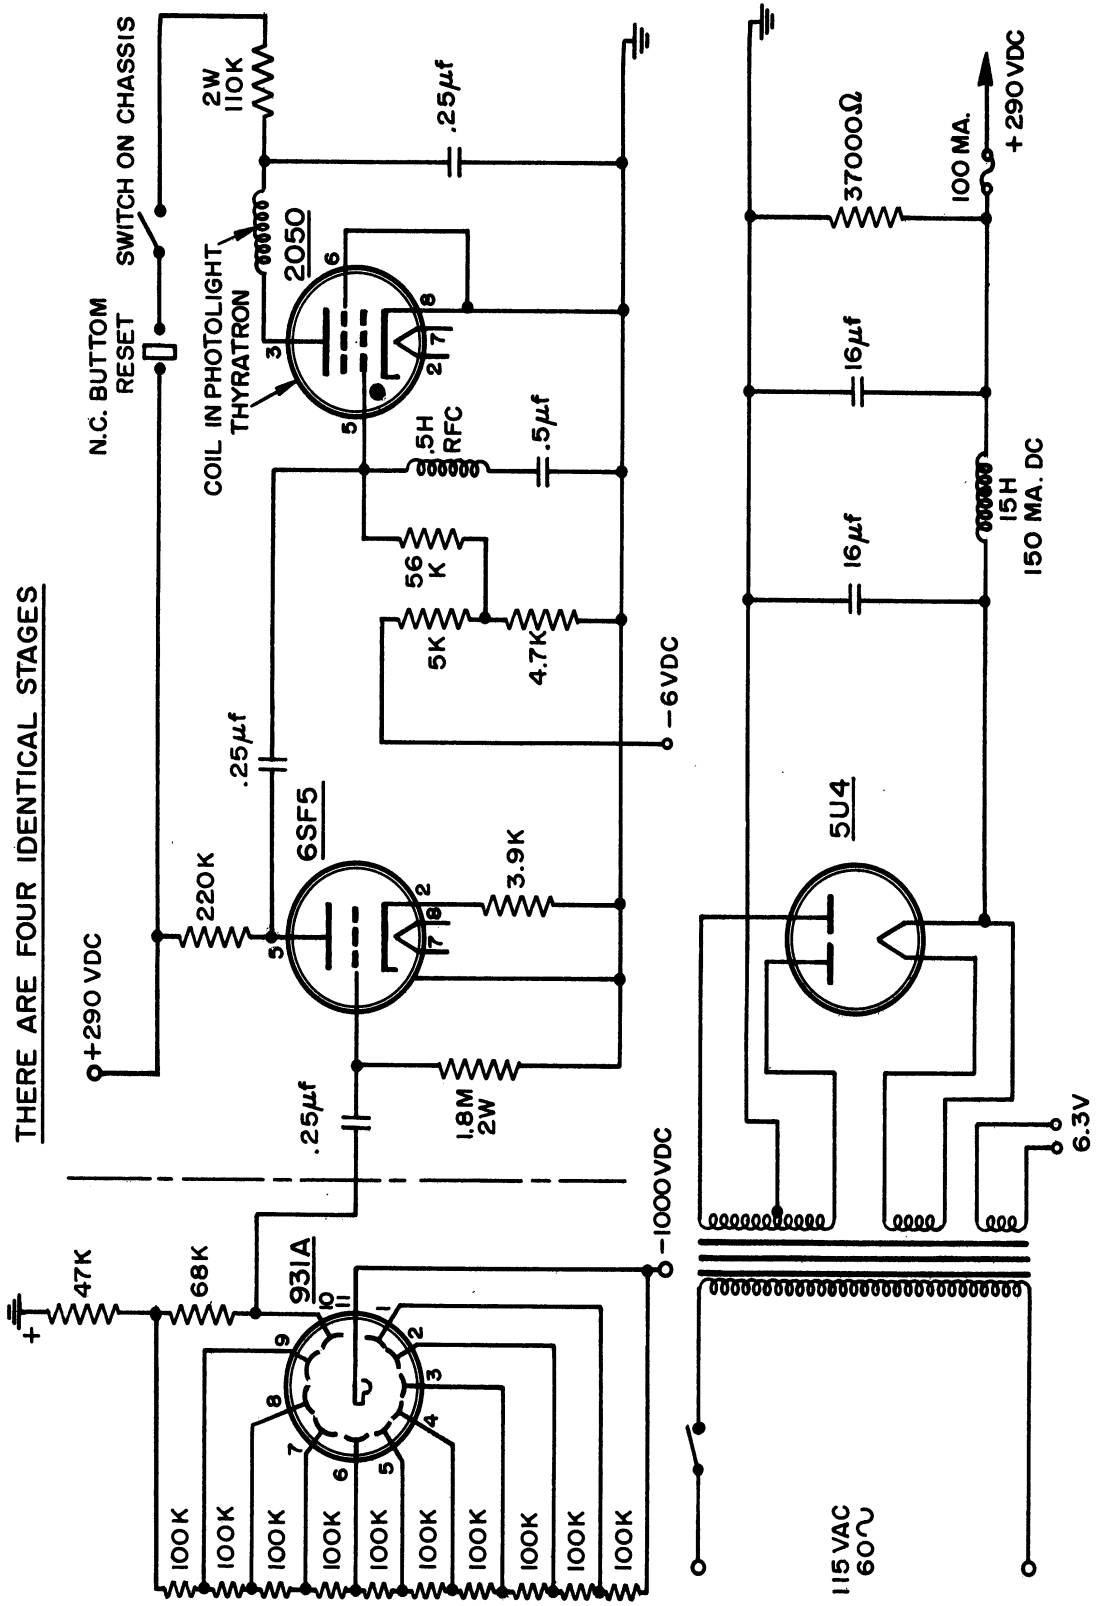 THERE ARE FOUR IDENTICAL STAGES
+
47K
68K
931A
10
11
1
2
3
4
5
6
7
8
9
100K
100K
100K
100K
100K
100K
100K
100K
100K
100K
-1000VDC
.25µf
1.8M
2W
+290VDC
220K
5
6SF5
2
8
7
3.9K
.25µf
-6VDC
5K
4.7K
56
K
.5H
RFC
.5µf
N.C. BUTTOM
RESET
SWITCH ON CHASSIS
COIL IN PHOTOLIGHT
THYRATRON
2050
3
5
6
8
7
2
2W
110K
.25µf
115VAC
60~
6.3V
5U4
16µf
16µf
15H
150 MA. DC
37000Ω
100 MA.
+290VDC